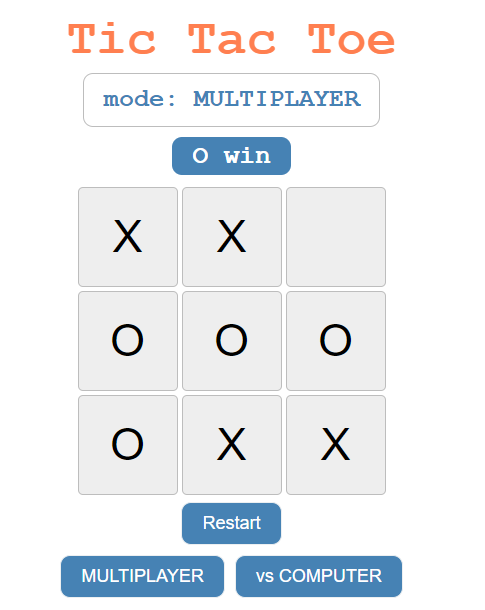 Tic Tac Toe
mode: MULTIPLAYER
O win
X X
O O O
O X X
Restart
MULTIPLAYER vs COMPUTER